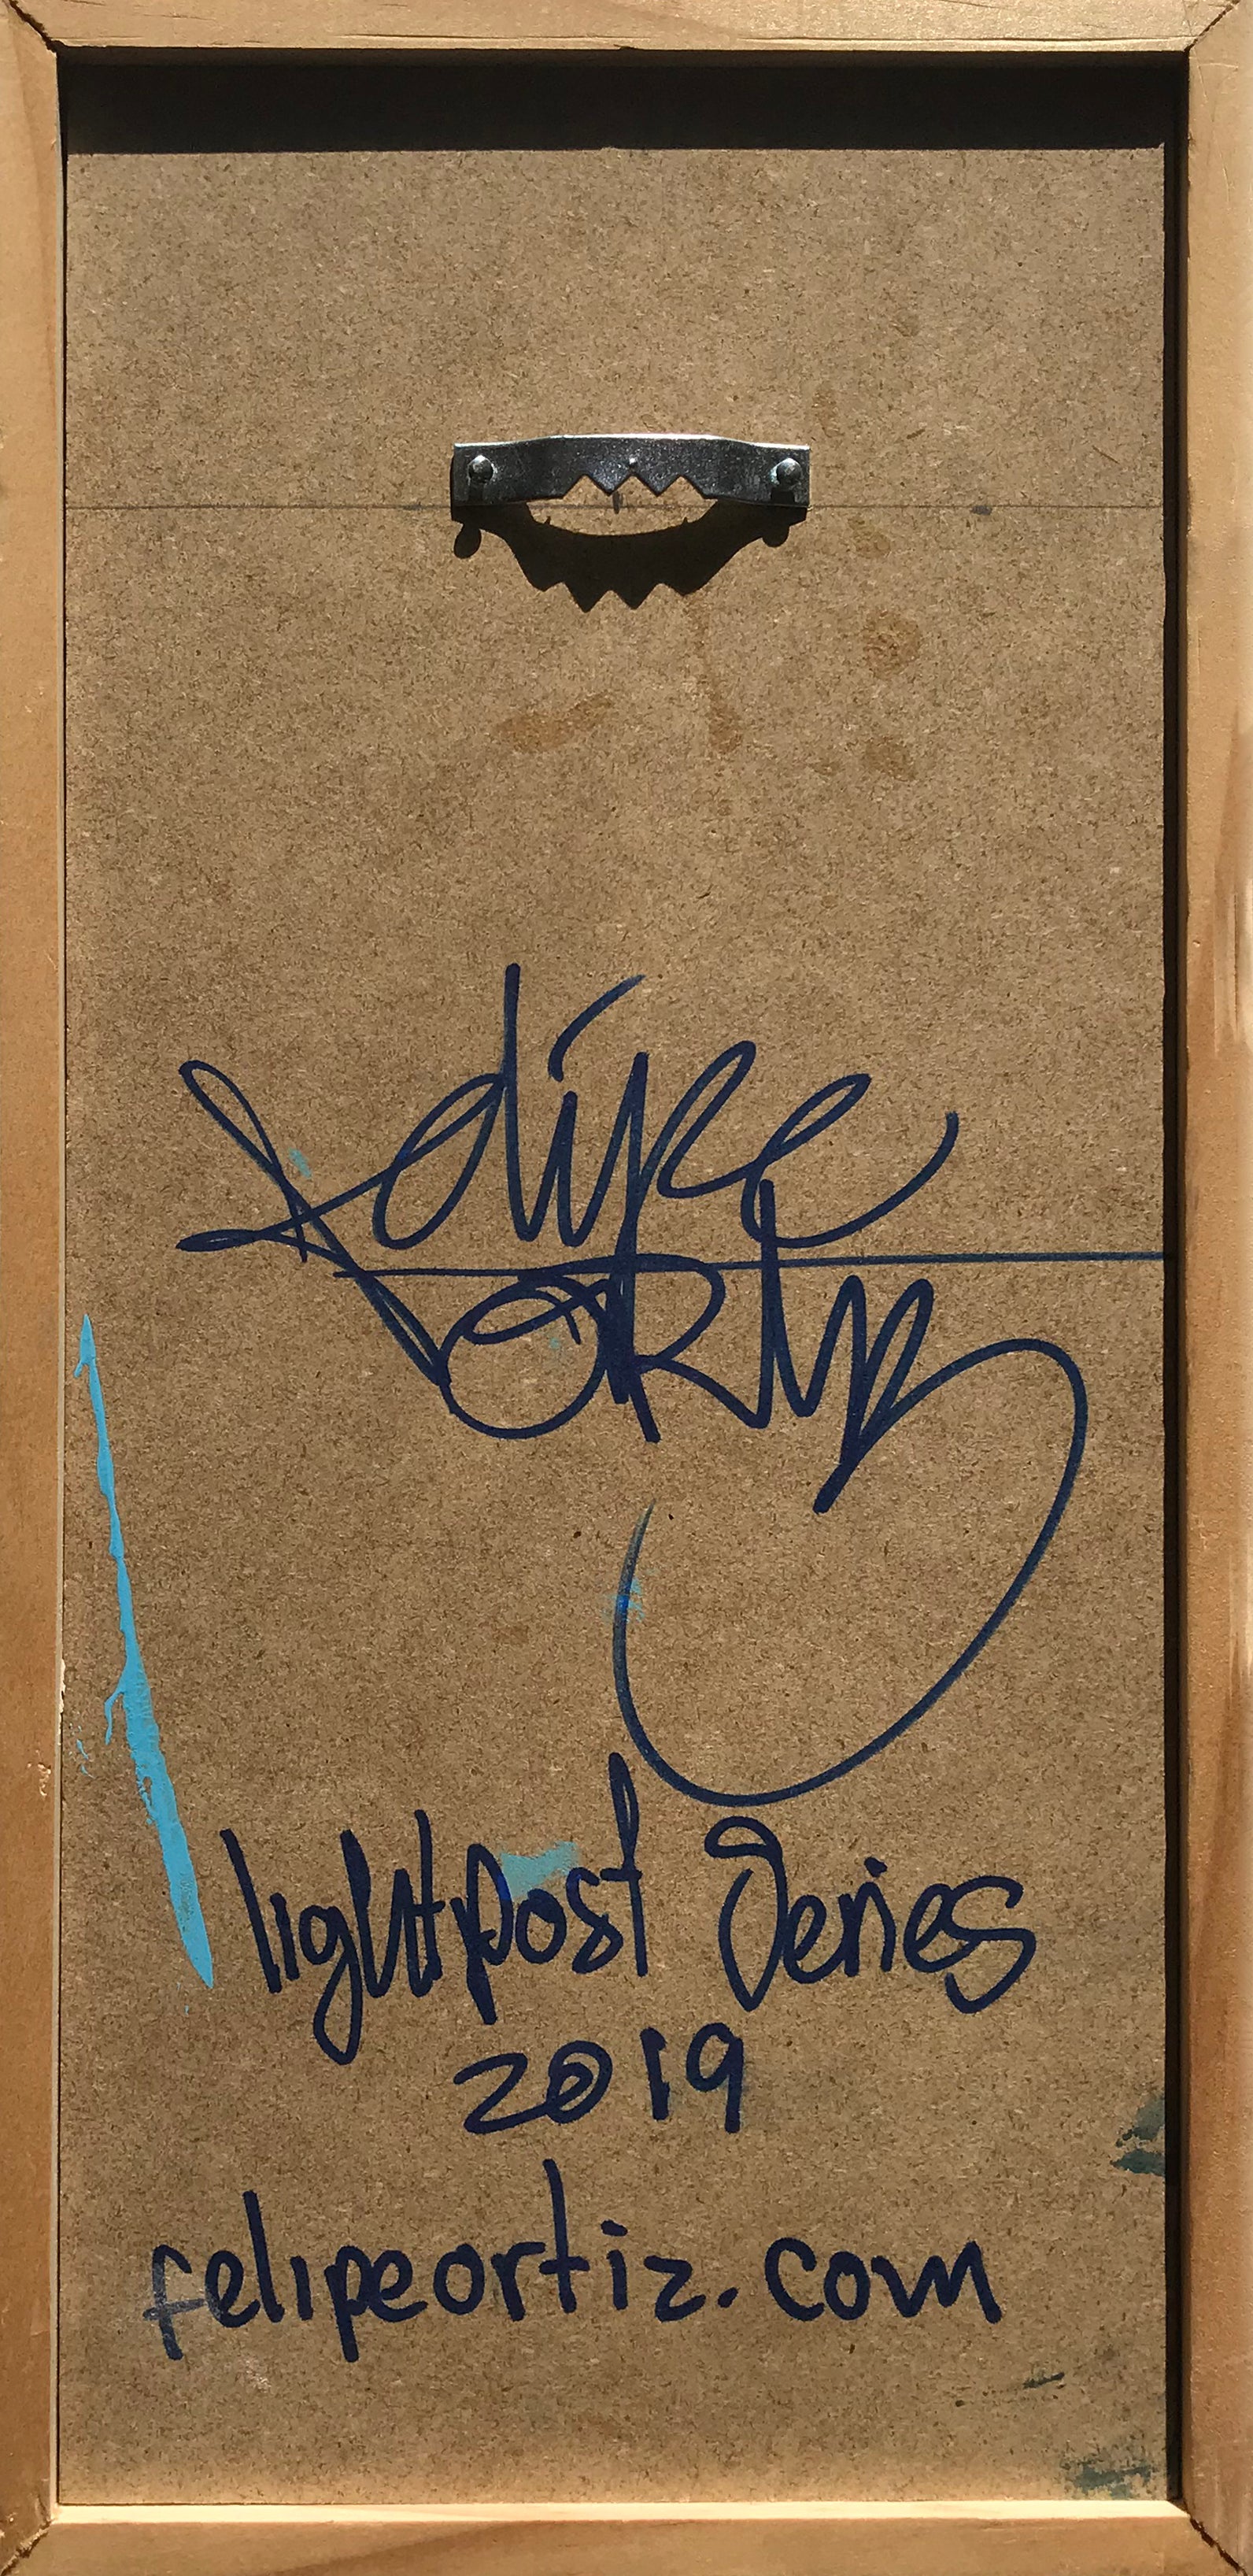 Felipe
ORtiz
lightpost Series
2019
felipeortiz.com